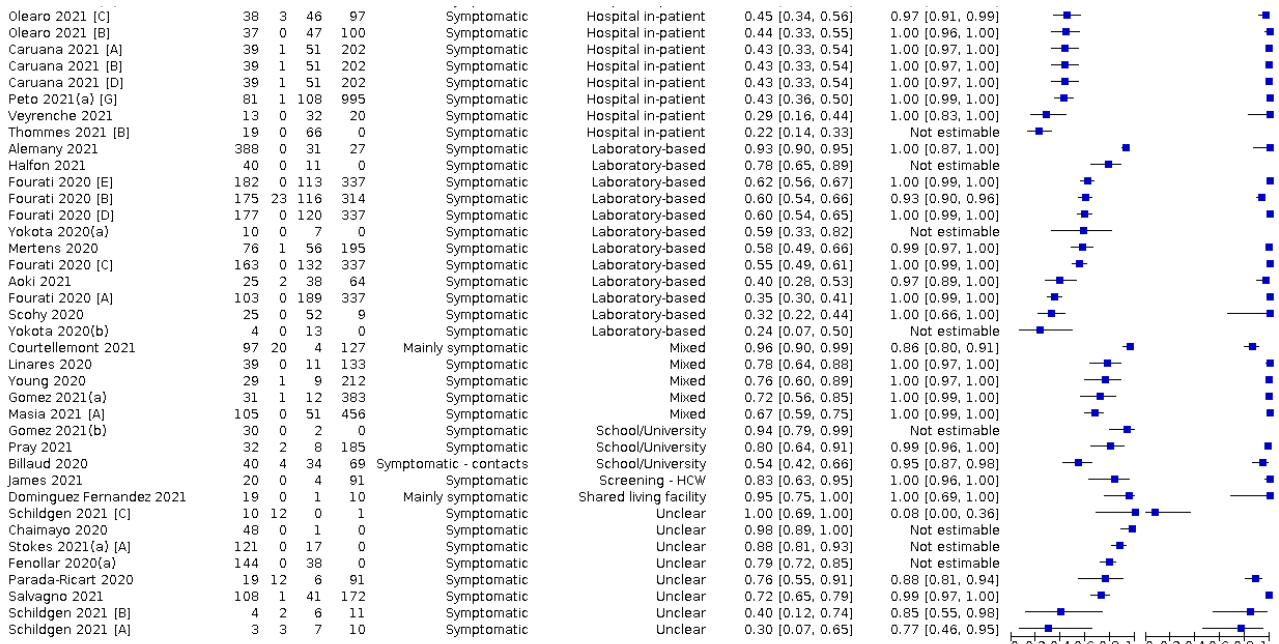 Olearo 2021 [C] 38 3 46 97 Symptomatic Hospital in-patient 0.45 [0.34, 0.56] 0.97 [0.91, 0.99]
Olearo 2021 [B] 37 0 47 100 Symptomatic Hospital in-patient 0.44 [0.33, 0.55] 1.00 [0.96, 1.00]
Caruana 2021 [A] 39 1 51 202 Symptomatic Hospital in-patient 0.43 [0.33, 0.54] 1.00 [0.97, 1.00]
Caruana 2021 [B] 39 1 51 202 Symptomatic Hospital in-patient 0.43 [0.33, 0.54] 1.00 [0.97, 1.00]
Caruana 2021 [D] 39 1 51 202 Symptomatic Hospital in-patient 0.43 [0.33, 0.54] 1.00 [0.97, 1.00]
Peto 2021(a) [G] 81 1 108 995 Symptomatic Hospital in-patient 0.43 [0.36, 0.50] 1.00 [0.99, 1.00]
Veyrenche 2021 13 0 32 20 Symptomatic Hospital in-patient 0.29 [0.16, 0.44] 1.00 [0.83, 1.00]
Thommes 2021 [B] 19 0 66 0 Symptomatic Hospital in-patient 0.22 [0.14, 0.33] Not estimable
Alemany 2021 388 0 31 27 Symptomatic Laboratory-based 0.93 [0.90, 0.95] 1.00 [0.87, 1.00]
Halfon 2021 40 0 11 0 Symptomatic Laboratory-based 0.78 [0.65, 0.89] Not estimable
Fourati 2020 [E] 182 0 113 337 Symptomatic Laboratory-based 0.62 [0.56, 0.67] 1.00 [0.99, 1.00]
Fourati 2020 [B] 175 23 116 314 Symptomatic Laboratory-based 0.60 [0.54, 0.66] 0.93 [0.90, 0.96]
Fourati 2020 [D] 177 0 120 337 Symptomatic Laboratory-based 0.60 [0.54, 0.65] 1.00 [0.99, 1.00]
Yokota 2020(a) 10 0 7 0 Symptomatic Laboratory-based 0.59 [0.33, 0.82] Not estimable
Mertens 2020 76 1 56 195 Symptomatic Laboratory-based 0.58 [0.49, 0.66] 0.99 [0.97, 1.00]
Fourati 2020 [C] 163 0 132 337 Symptomatic Laboratory-based 0.55 [0.49, 0.61] 1.00 [0.99, 1.00]
Aoki 2021 25 2 38 64 Symptomatic Laboratory-based 0.40 [0.28, 0.53] 0.97 [0.89, 1.00]
Fourati 2020 [A] 103 0 189 337 Symptomatic Laboratory-based 0.35 [0.30, 0.41] 1.00 [0.99, 1.00]
Scohy 2020 25 0 52 9 Symptomatic Laboratory-based 0.32 [0.22, 0.44] 1.00 [0.66, 1.00]
Yokota 2020(b) 4 0 13 0 Symptomatic Laboratory-based 0.24 [0.07, 0.50] Not estimable
Courtellemont 2021 97 20 4 127 Mainly symptomatic Mixed 0.96 [0.90, 0.99] 0.86 [0.80, 0.91]
Linares 2020 39 0 11 133 Symptomatic Mixed 0.78 [0.64, 0.88] 1.00 [0.97, 1.00]
Young 2020 29 1 9 212 Symptomatic Mixed 0.76 [0.60, 0.89] 1.00 [0.97, 1.00]
Gomez 2021(a) 31 1 12 383 Symptomatic Mixed 0.72 [0.56, 0.85] 1.00 [0.99, 1.00]
Masia 2021 [A] 105 0 51 456 Symptomatic Mixed 0.67 [0.59, 0.75] 1.00 [0.99, 1.00]
Gomez 2021(b) 30 0 2 0 Symptomatic School/University 0.94 [0.79, 0.99] Not estimable
Pray 2021 32 2 8 185 Symptomatic School/University 0.80 [0.64, 0.91] 0.99 [0.96, 1.00]
Billaud 2020 40 4 34 69 Symptomatic - contacts School/University 0.54 [0.42, 0.66] 0.95 [0.87, 0.98]
James 2021 20 0 4 91 Symptomatic Screening - HCW 0.83 [0.63, 0.95] 1.00 [0.96, 1.00]
Dominguez Fernandez 2021 19 0 1 10 Mainly symptomatic Shared living facility 0.95 [0.75, 1.00] 1.00 [0.69, 1.00]
Schildgen 2021 [C] 10 12 0 1 Symptomatic Unclear 1.00 [0.69, 1.00] 0.08 [0.00, 0.36]
Chaimayo 2020 48 0 1 0 Symptomatic Unclear 0.98 [0.89, 1.00] Not estimable
Stokes 2021(a) [A] 121 0 17 0 Symptomatic Unclear 0.88 [0.81, 0.93] Not estimable
Fenollar 2020(a) 144 0 38 0 Symptomatic Unclear 0.79 [0.72, 0.85] Not estimable
Parada-Ricart 2020 19 12 6 91 Symptomatic Unclear 0.76 [0.55, 0.91] 0.88 [0.81, 0.94]
Salvagno 2021 108 1 41 172 Symptomatic Unclear 0.72 [0.65, 0.79] 0.99 [0.97, 1.00]
Schildgen 2021 [B] 4 2 6 11 Symptomatic Unclear 0.40 [0.12, 0.74] 0.85 [0.55, 0.98]
Schildgen 2021 [A] 3 3 7 10 Symptomatic Unclear 0.30 [0.07, 0.65] 0.77 [0.46, 0.95]